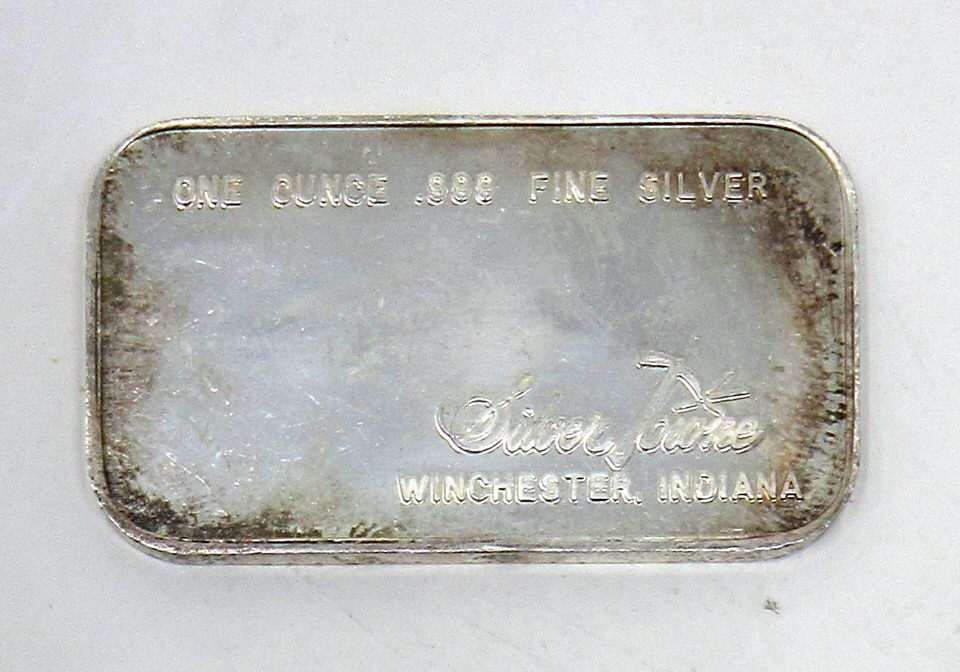 ONE OUNCE .999 FINE SILVER
Silver Towne
WINCHESTER, INDIANA